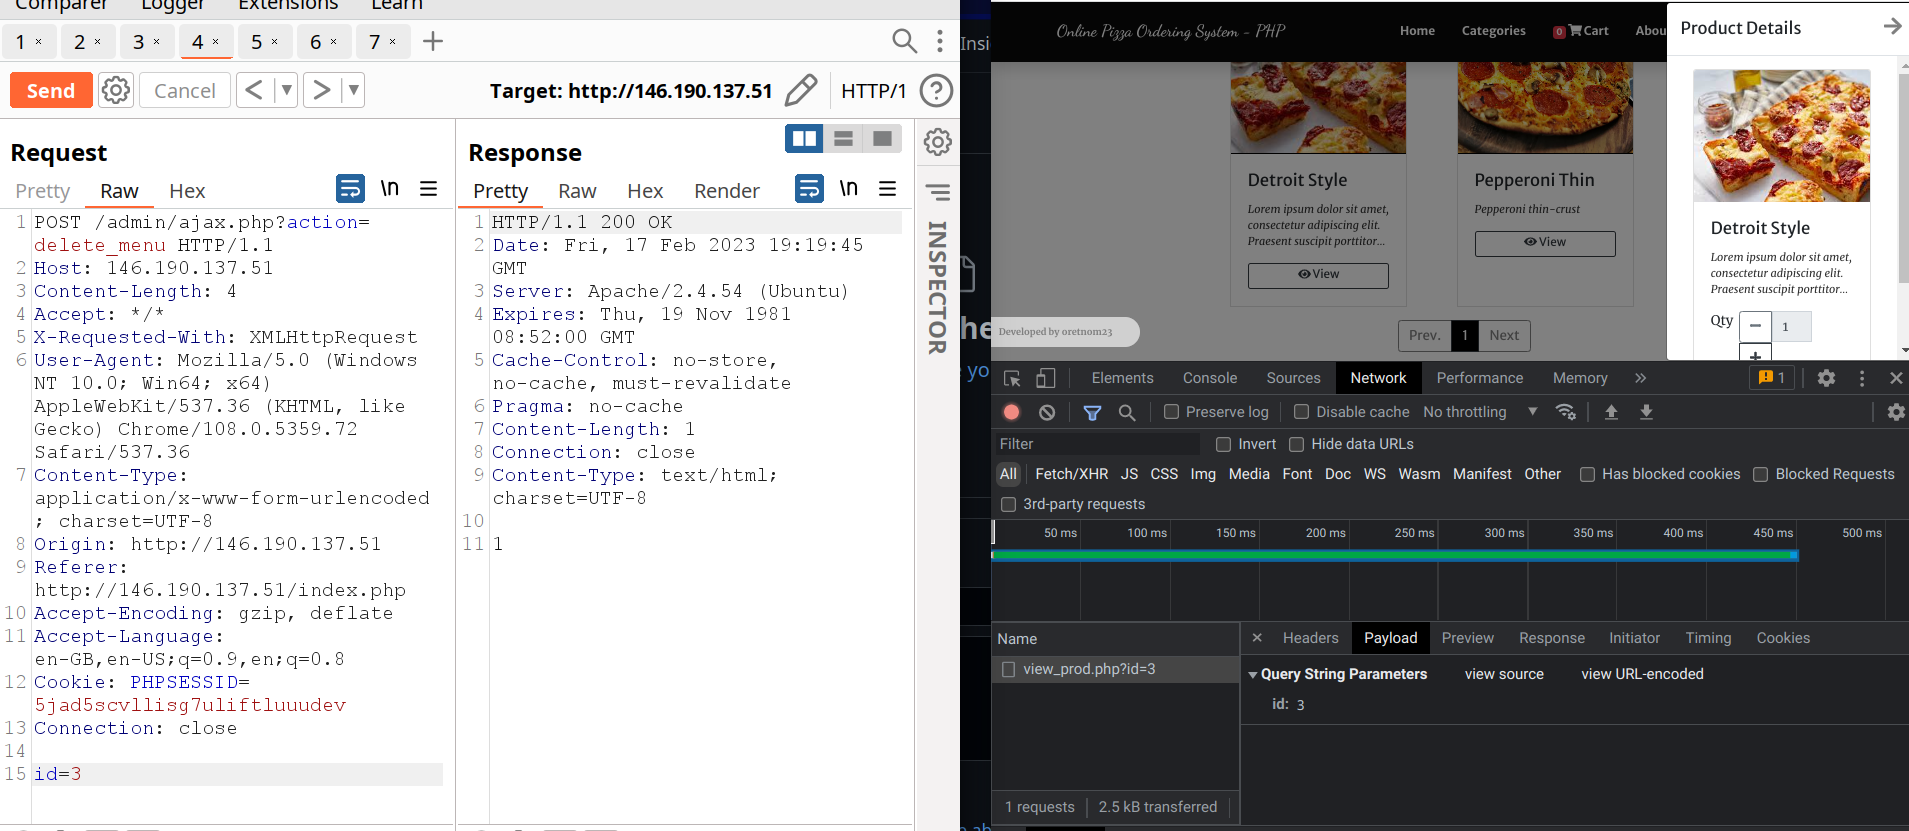 Comparer Logger Extensions Learn
1 × 2 × 3 × 4 × 5 × 6 × 7 × +
Send Cancel < > Target: http://146.190.137.51 HTTP/1 ?
Request
Pretty Raw Hex \n
1 POST /admin/ajax.php?action=
delete_menu HTTP/1.1
2 Host: 146.190.137.51
3 Content-Length: 4
4 Accept: */*
5 X-Requested-With: XMLHttpRequest
6 User-Agent: Mozilla/5.0 (Windows
NT 10.0; Win64; x64)
AppleWebKit/537.36 (KHTML, like
Gecko) Chrome/108.0.5359.72
Safari/537.36
7 Content-Type:
application/x-www-form-urlencoded
; charset=UTF-8
8 Origin: http://146.190.137.51
9 Referer:
http://146.190.137.51/index.php
10 Accept-Encoding: gzip, deflate
11 Accept-Language:
en-GB,en-US;q=0.9,en;q=0.8
12 Cookie: PHPSESSID=
5jad5scvllisg7uliftluuudev
13 Connection: close
14
15 id=3
Response
Pretty Raw Hex Render \n
1 HTTP/1.1 200 OK
2 Date: Fri, 17 Feb 2023 19:19:45
GMT
3 Server: Apache/2.4.54 (Ubuntu)
4 Expires: Thu, 19 Nov 1981
08:52:00 GMT
5 Cache-Control: no-store,
no-cache, must-revalidate
6 Pragma: no-cache
7 Content-Length: 1
8 Connection: close
9 Content-Type: text/html;
charset=UTF-8
10
11 1
INSPECTOR
Insi
he
yo
ab
Online Pizza Ordering System - PHP
Home Categories 0 Cart Abou
Detroit Style
Lorem ipsum dolor sit amet,
consectetur adipiscing elit.
Praesent suscipit porttitor...
View
Pepperoni Thin
Pepperoni thin-crust
View
Developed by oretnom23
Prev. 1 Next
Product Details
Detroit Style
Lorem ipsum dolor sit amet,
consectetur adipiscing elit.
Praesent suscipit porttitor...
Qty − 1
+
Elements Console Sources Network Performance Memory » 1
Preserve log Disable cache No throttling
Filter Invert Hide data URLs
All Fetch/XHR JS CSS Img Media Font Doc WS Wasm Manifest Other Has blocked cookies Blocked Requests
3rd-party requests
50 ms 100 ms 150 ms 200 ms 250 ms 300 ms 350 ms 400 ms 450 ms 500 ms
Name
view_prod.php?id=3
1 requests 2.5 kB transferred
× Headers Payload Preview Response Initiator Timing Cookies
Query String Parameters view source view URL-encoded
id: 3